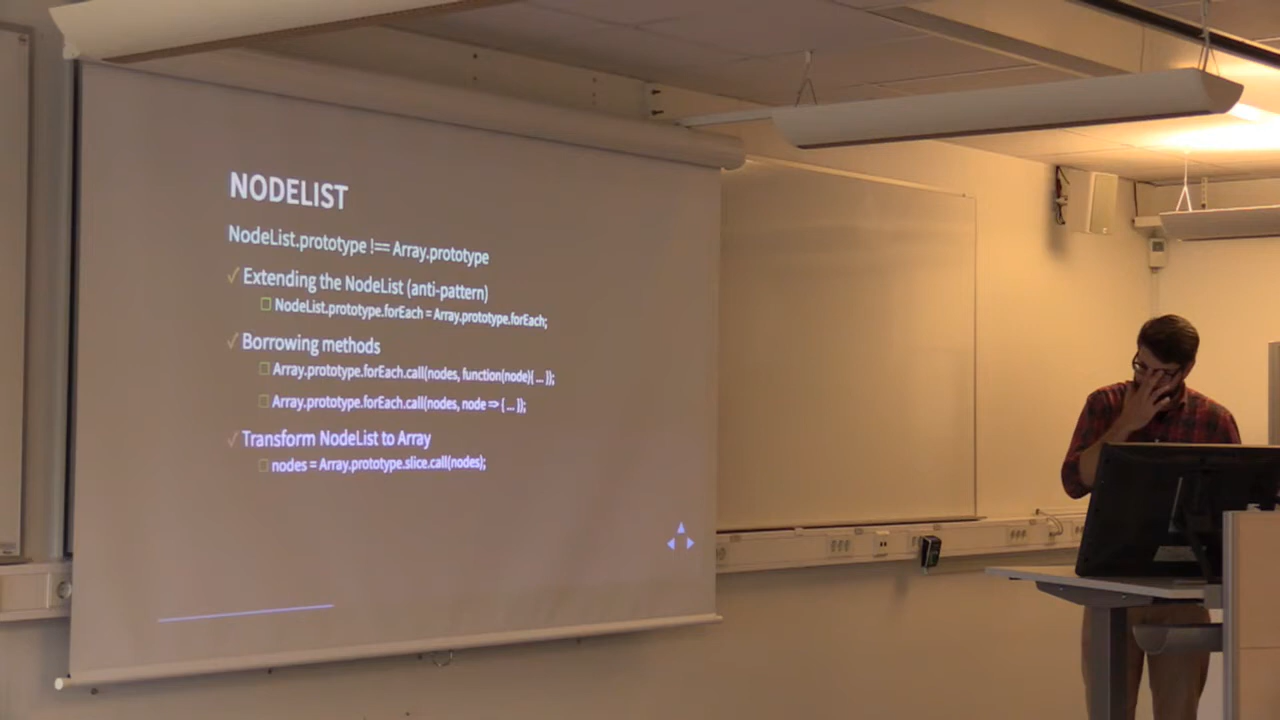 NODELIST
NodeList.prototype !== Array.prototype
✓ Extending the NodeList (anti-pattern)
NodeList.prototype.forEach = Array.prototype.forEach;
✓ Borrowing methods
Array.prototype.forEach.call(nodes, function(node){ ... });
Array.prototype.forEach.call(nodes, node => { ... });
✓ Transform NodeList to Array
nodes = Array.prototype.slice.call(nodes);